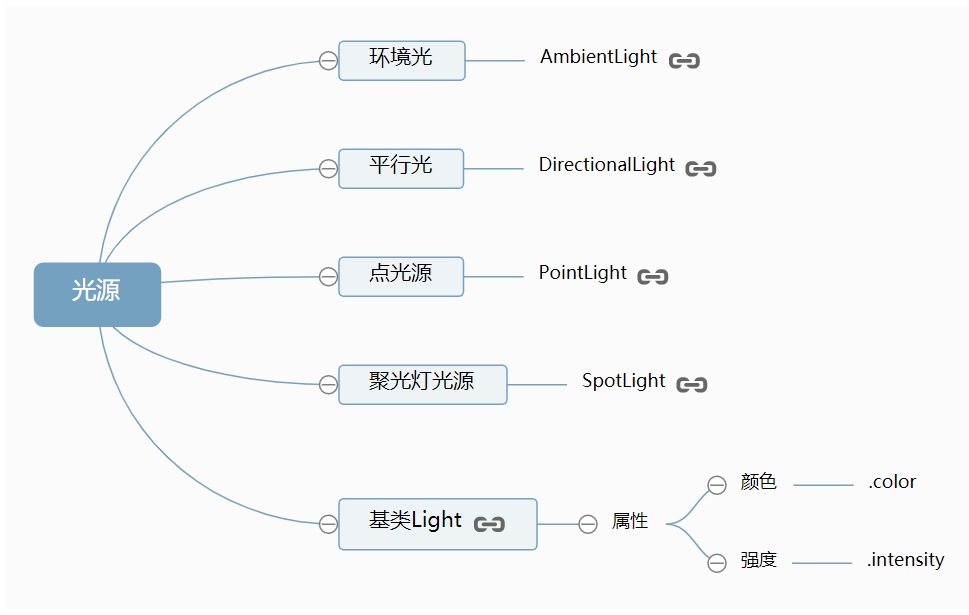 光源
环境光
AmbientLight
平行光
DirectionalLight
点光源
PointLight
聚光灯光源
SpotLight
基类Light
属性
颜色
.color
强度
.intensity